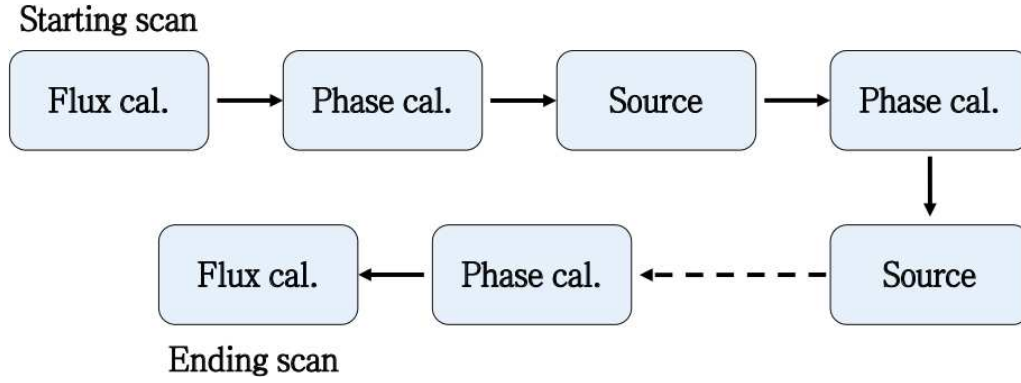 Starting scan
Flux cal.
Phase cal.
Source
Phase cal.
Source
Phase cal.
Flux cal.
Ending scan